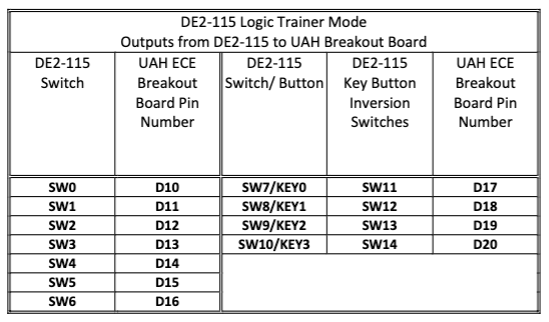 DE2-115 Logic Trainer Mode
Outputs from DE2-115 to UAH Breakout Board
DE2-115 Switch | UAH ECE Breakout Board Pin Number | DE2-115 Switch/ Button | DE2-115 Key Button Inversion Switches | UAH ECE Breakout Board Pin Number
SW0 | D10 | SW7/KEY0 | SW11 | D17
SW1 | D11 | SW8/KEY1 | SW12 | D18
SW2 | D12 | SW9/KEY2 | SW13 | D19
SW3 | D13 | SW10/KEY3 | SW14 | D20
SW4 | D14
SW5 | D15
SW6 | D16